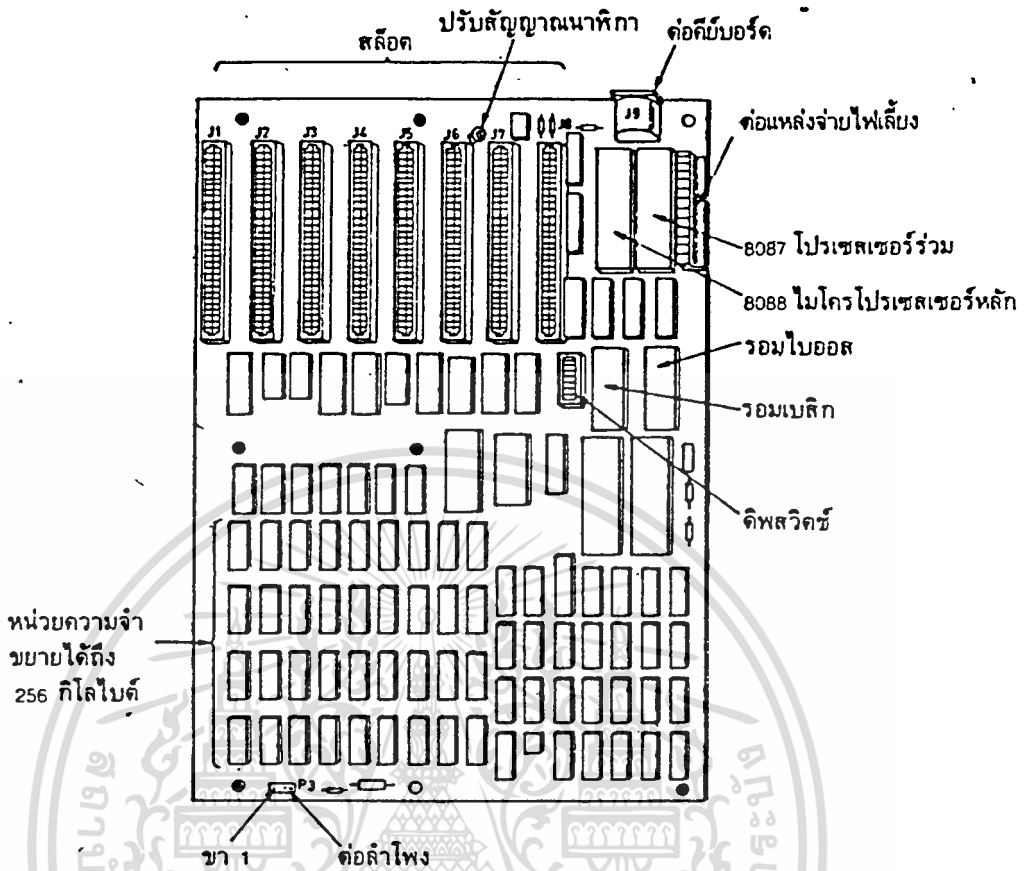 ปรับสัญญาณนาฬิกา
สล็อต
ต่อคีย์บอร์ด
J9
J1 J2 J3 J4 J5 J6 J7 J8
ต่อแหล่งจ่ายไฟเลี้ยง
8087 โปรเซสเซอร์ร่วม
8088 ไมโครโปรเซสเซอร์หลัก
รอมไบออส
รอมเบสิก
ดิพสวิตช์
หน่วยความจำ
ขยายได้ถึง
256 กิโลไบต์
P3
ขา 1
ต่อลำโพง